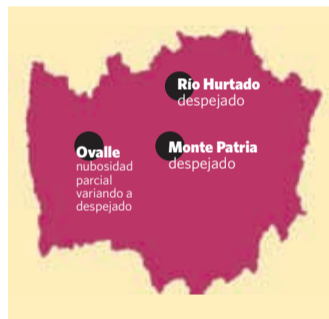 Río Hurtado
despejado
Monte Patria
despejado
Ovalle
nubosidad
parcial
variando a
despejado